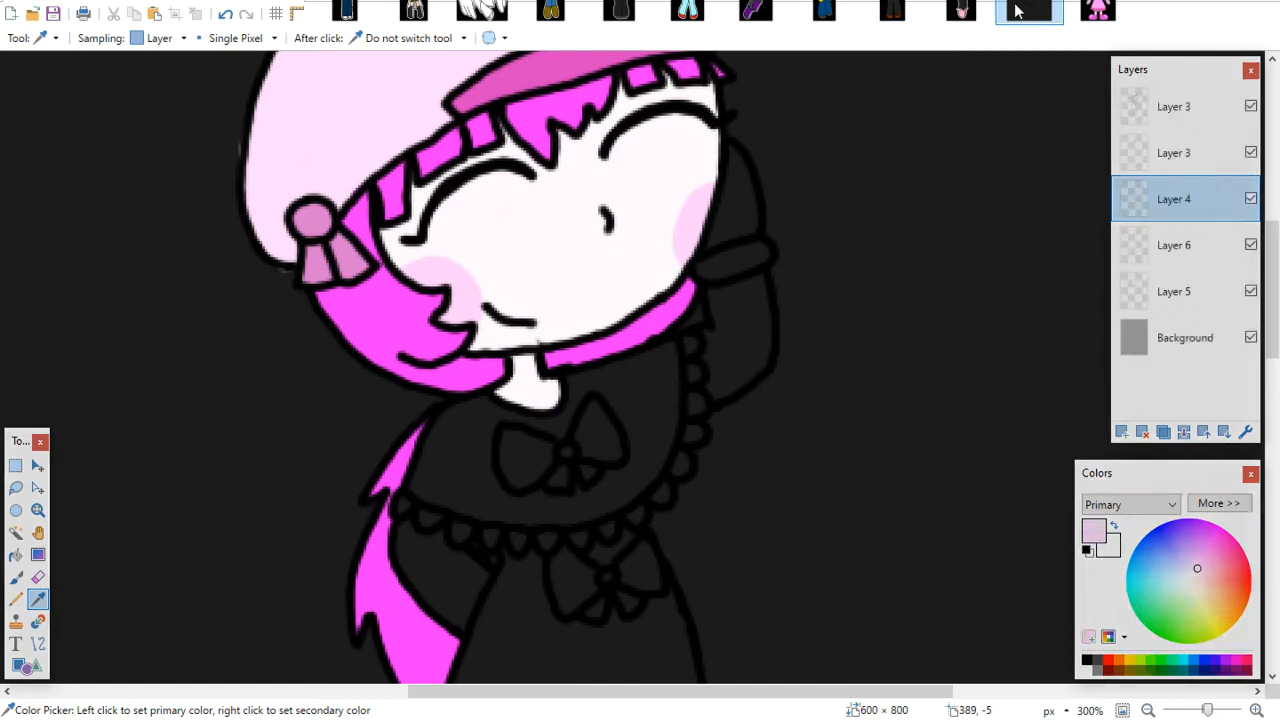 Tool:
Sampling: Layer
Single Pixel
After click: Do not switch tool
Layers
Layer 3
Layer 3
Layer 4
Layer 6
Layer 5
Background
To...
Colors
Primary
More >>
Color Picker: Left click to set primary color, right click to set secondary color
600 × 800
389, -5
px
300%